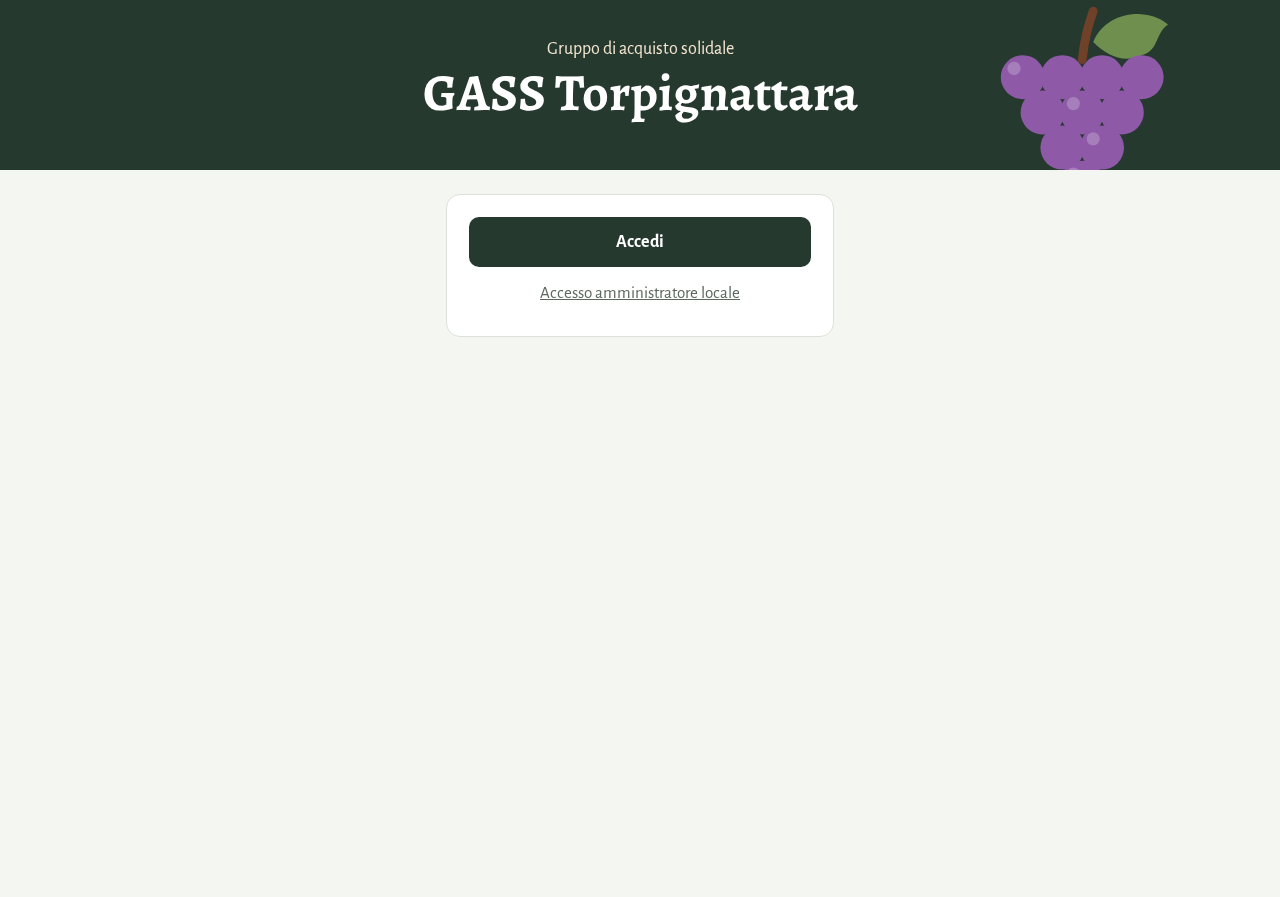 Gruppo di acquisto solidale
GASS Torpignattara
Accedi
Accesso amministratore locale